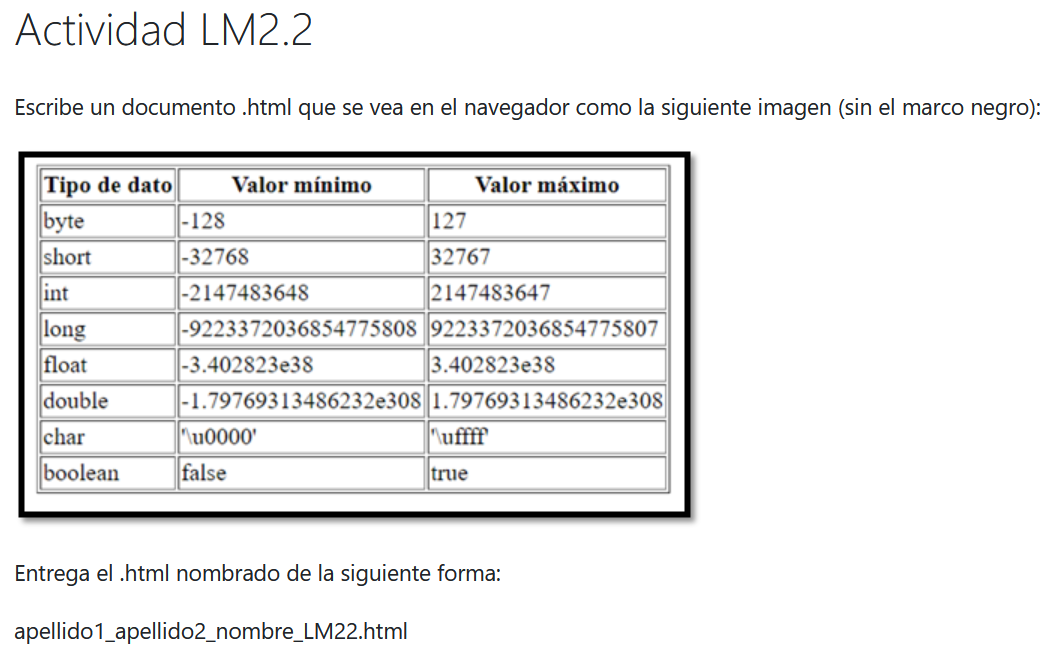 Actividad LM2.2
Escribe un documento .html que se vea en el navegador como la siguiente imagen (sin el marco negro):
Tipo de dato Valor mínimo Valor máximo
byte -128 127
short -32768 32767
int -2147483648 2147483647
long -9223372036854775808 9223372036854775807
float -3.402823e38 3.402823e38
double -1.79769313486232e308 1.79769313486232e308
char '\u0000' '\uffff'
boolean false true
Entrega el .html nombrado de la siguiente forma:
apellido1_apellido2_nombre_LM22.html